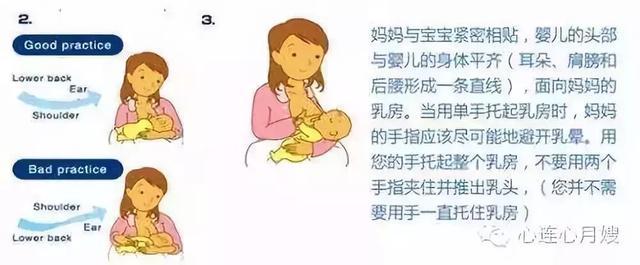 2.
Good practice
Lower back
Ear
Shoulder
Bad practice
Shoulder
Ear
Lower back
3.
妈妈与宝宝紧密相贴，婴儿的头部
与婴儿的身体平齐（耳朵、肩膀和
后腰形成一条直线），面向妈妈的
乳房。当用单手托起乳房时，妈妈
的手指应该尽可能地避开乳晕。用
您的手托起整个乳房，不要用两个
手指夹住并推出乳头，（您并不需
要用手一直托住乳房）
心连心月嫂